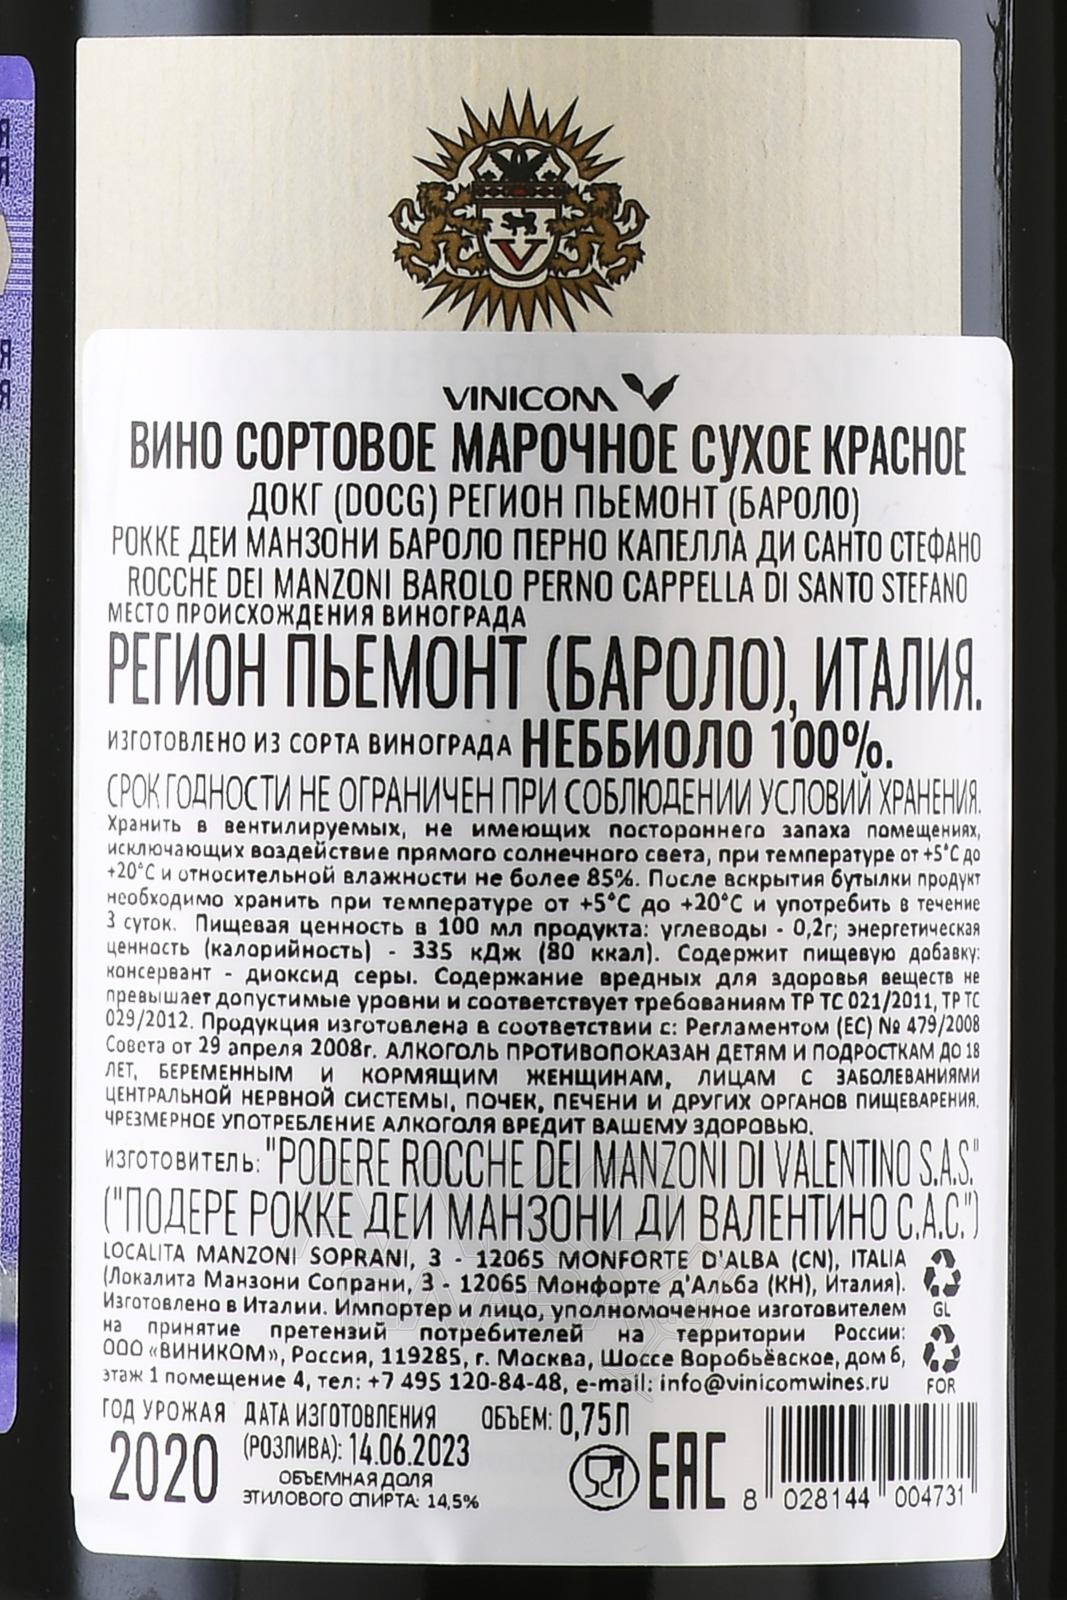 V
VINICOM
ВИНО СОРТОВОЕ МАРОЧНОЕ СУХОЕ КРАСНОЕ
ДОКГ (DOCG) РЕГИОН ПЬЕМОНТ (БАРОЛО)
РОККЕ ДЕИ МАНЗОНИ БАРОЛО ПЕРНО КАПЕЛЛА ДИ САНТО СТЕФАНО
ROCCHE DEI MANZONI BAROLO PERNO CAPPELLA DI SANTO STEFANO
МЕСТО ПРОИСХОЖДЕНИЯ ВИНОГРАДА
РЕГИОН ПЬЕМОНТ (БАРОЛО), ИТАЛИЯ.
ИЗГОТОВЛЕНО ИЗ СОРТА ВИНОГРАДА НЕББИОЛО 100%.
СРОК ГОДНОСТИ НЕ ОГРАНИЧЕН ПРИ СОБЛЮДЕНИИ УСЛОВИЙ ХРАНЕНИЯ.
Хранить в вентилируемых, не имеющих постороннего запаха помещениях,
исключающих воздействие прямого солнечного света, при температуре от +5°С до
+20°С и относительной влажности не более 85%. После вскрытия бутылки продукт
необходимо хранить при температуре от +5°С до +20°С и употребить в течение
3 суток. Пищевая ценность в 100 мл продукта: углеводы - 0,2г; энергетическая
ценность (калорийность) - 335 кДж (80 ккал). Содержит пищевую добавку:
консервант - диоксид серы. Содержание вредных для здоровья веществ не
превышает допустимые уровни и соответствует требованиям ТР ТС 021/2011, ТР ТС
029/2012. Продукция изготовлена в соответствии с: Регламентом (ЕС) № 479/2008
Совета от 29 апреля 2008г. АЛКОГОЛЬ ПРОТИВОПОКАЗАН ДЕТЯМ И ПОДРОСТКАМ ДО 18
ЛЕТ, БЕРЕМЕННЫМ И КОРМЯЩИМ ЖЕНЩИНАМ, ЛИЦАМ С ЗАБОЛЕВАНИЯМИ
ЦЕНТРАЛЬНОЙ НЕРВНОЙ СИСТЕМЫ, ПОЧЕК, ПЕЧЕНИ И ДРУГИХ ОРГАНОВ ПИЩЕВАРЕНИЯ.
ЧРЕЗМЕРНОЕ УПОТРЕБЛЕНИЕ АЛКОГОЛЯ ВРЕДИТ ВАШЕМУ ЗДОРОВЬЮ.
ИЗГОТОВИТЕЛЬ: "PODERE ROCCHE DEI MANZONI DI VALENTINO S.A.S."
("ПОДЕРЕ РОККЕ ДЕИ МАНЗОНИ ДИ ВАЛЕНТИНО С.А.С.")
LOCALITA MANZONI SOPRANI, 3 - 12065 MONFORTE D'ALBA (CN), ITALIA
(Локалита Манзони Сопрани, 3 - 12065 Монфорте д'Альба (КН), Италия).
Изготовлено в Италии. Импортер и лицо, уполномоченное изготовителем
на принятие претензий потребителей на территории России:
ООО «ВИНИКОМ», Россия, 119285, г. Москва, Шоссе Воробьёвское, дом 6,
этаж 1 помещение 4, тел: +7 495 120-84-48, e-mail: info@vinicomwines.ru
GL
FOR
ГОД УРОЖАЯ
2020
ДАТА ИЗГОТОВЛЕНИЯ
(РОЗЛИВА): 14.06.2023
ОБЪЕМНАЯ ДОЛЯ
ЭТИЛОВОГО СПИРТА: 14,5%
ОБЪЕМ: 0,75Л
EAC
8 028144 004731